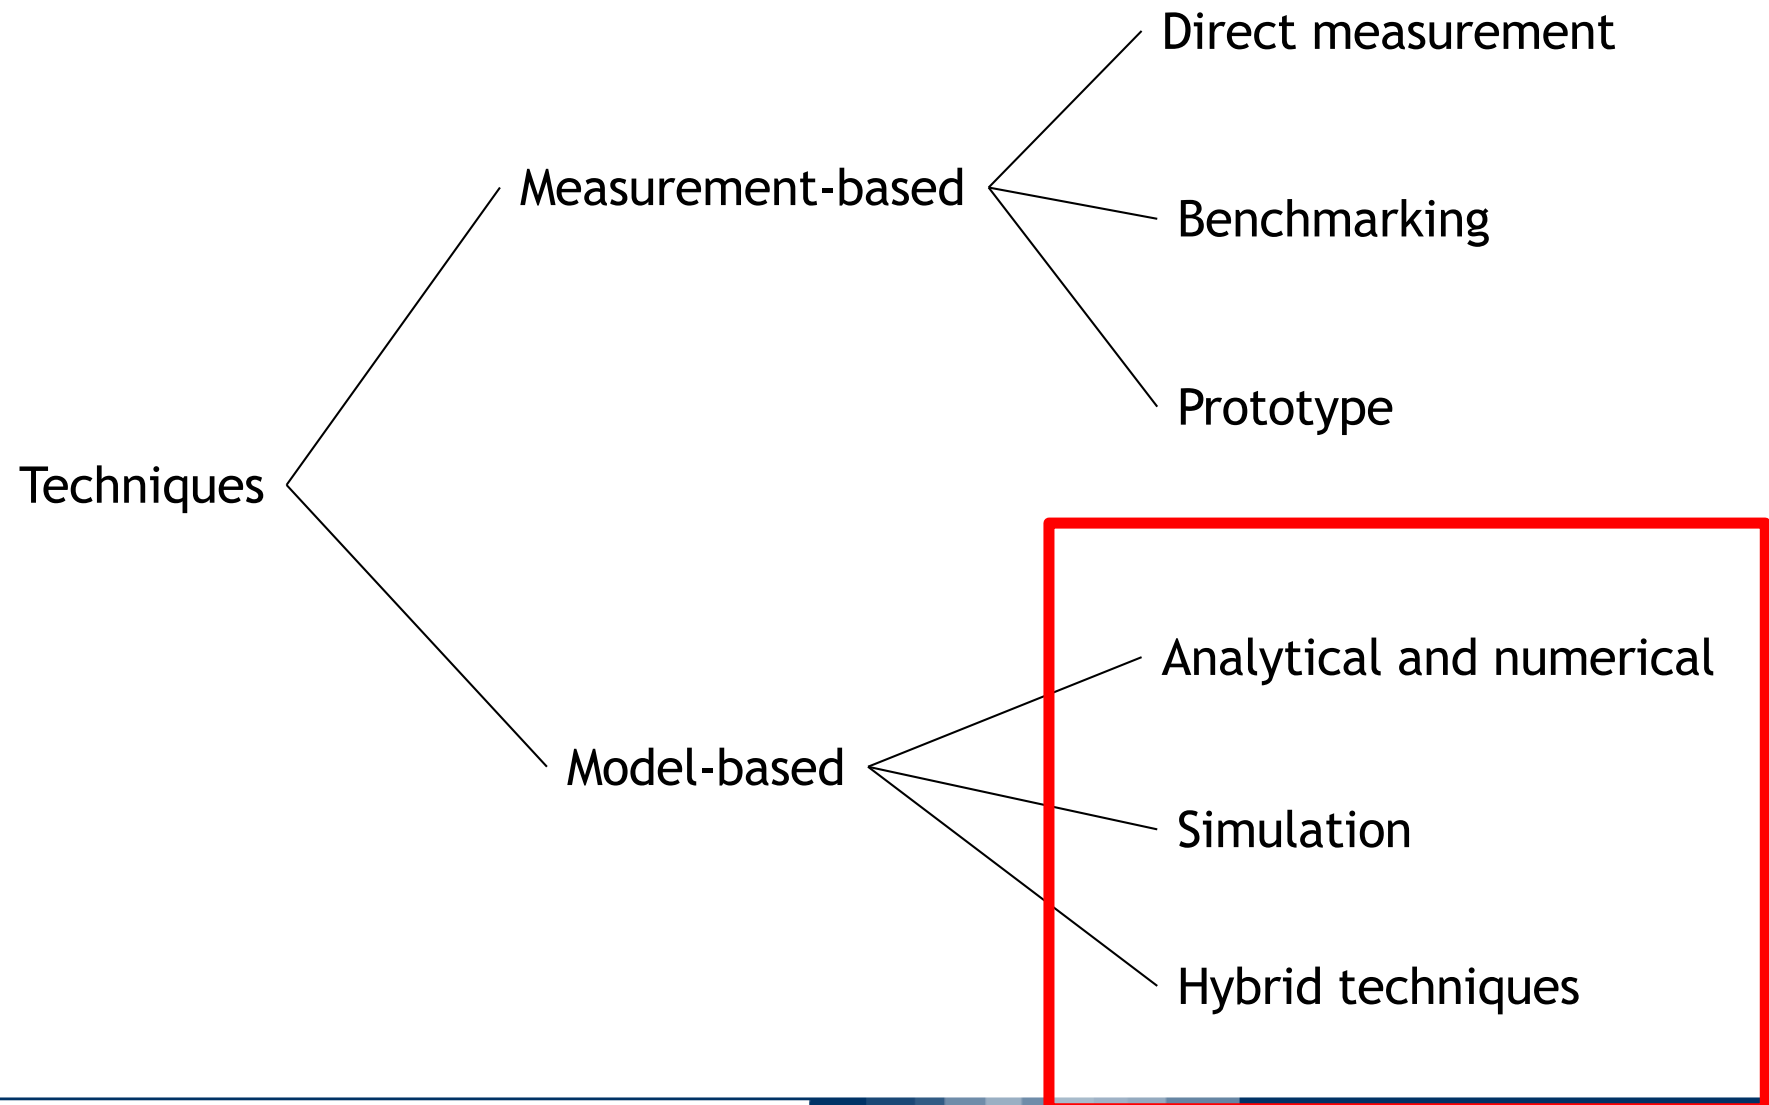 Direct measurement
Measurement-based
Benchmarking
Prototype
Techniques
Analytical and numerical
Model-based
Simulation
Hybrid techniques